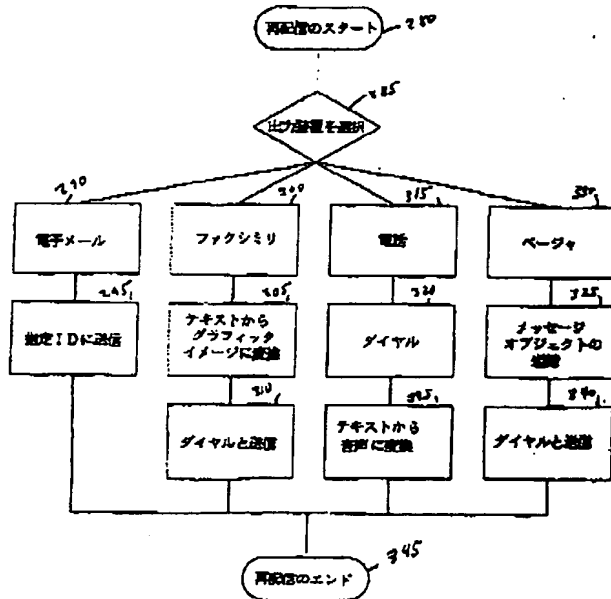 再配信のスタート
280
出力装置を選択
285
290
300
315
330
電子メール
ファクシミリ
電話
ページャ
295
305
320
335
指定IDに送信
テキストから
グラフィック
イメージに変換
ダイヤル
メッセージ
オブジェクトの
310
325
340
ダイヤルと送信
テキストから
音声に変換
ダイヤルと送信
再配信のエンド
345